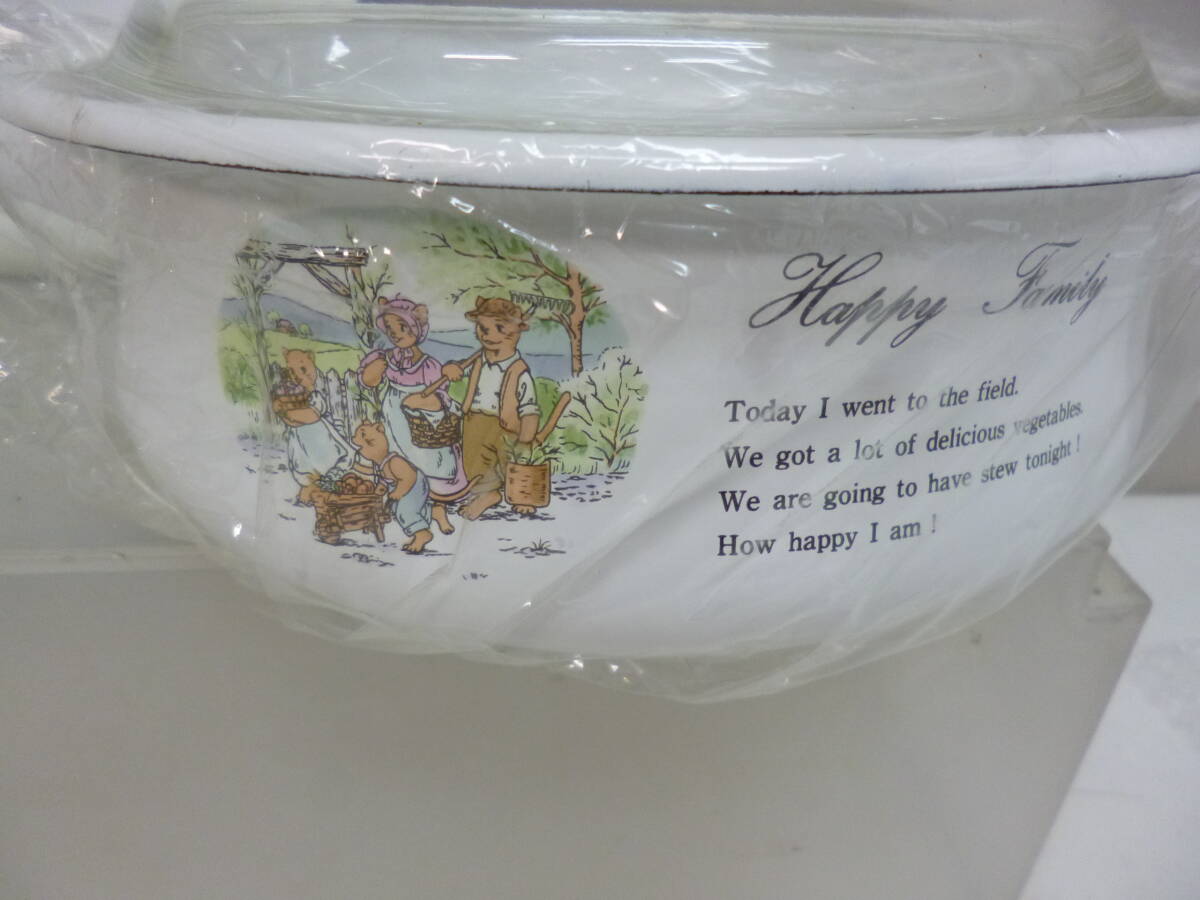 Happy Family
Today I went to the field.
We got a lot of delicious vegetables.
We are going to have stew tonight !
How happy I am !